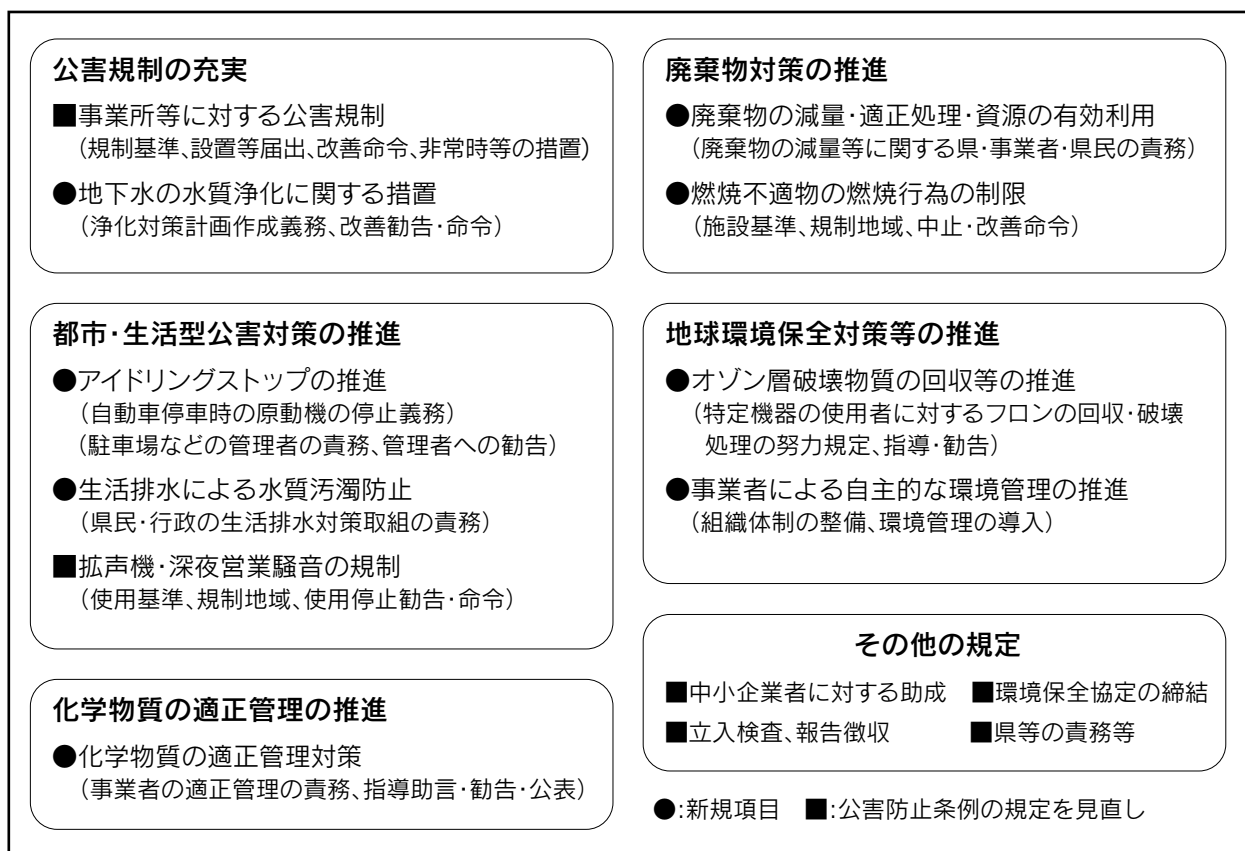 公害規制の充実
■事業所等に対する公害規制
(規制基準、設置等届出、改善命令、非常時等の措置)
●地下水の水質浄化に関する措置
(浄化対策計画作成義務、改善勧告・命令)
都市・生活型公害対策の推進
●アイドリングストップの推進
(自動車停車時の原動機の停止義務)
(駐車場などの管理者の責務、管理者への勧告)
●生活排水による水質汚濁防止
(県民・行政の生活排水対策取組の責務)
■拡声機・深夜営業騒音の規制
(使用基準、規制地域、使用停止勧告・命令)
化学物質の適正管理の推進
●化学物質の適正管理対策
(事業者の適正管理の責務、指導助言・勧告・公表)
廃棄物対策の推進
●廃棄物の減量・適正処理・資源の有効利用
(廃棄物の減量等に関する県・事業者・県民の責務)
●燃焼不適物の燃焼行為の制限
(施設基準、規制地域、中止・改善命令)
地球環境保全対策等の推進
●オゾン層破壊物質の回収等の推進
(特定機器の使用者に対するフロンの回収・破壊
処理の努力規定、指導・勧告)
●事業者による自主的な環境管理の推進
(組織体制の整備、環境管理の導入)
その他の規定
■中小企業者に対する助成 ■環境保全協定の締結
■立入検査、報告徴収 ■県等の責務等
●:新規項目 ■:公害防止条例の規定を見直し